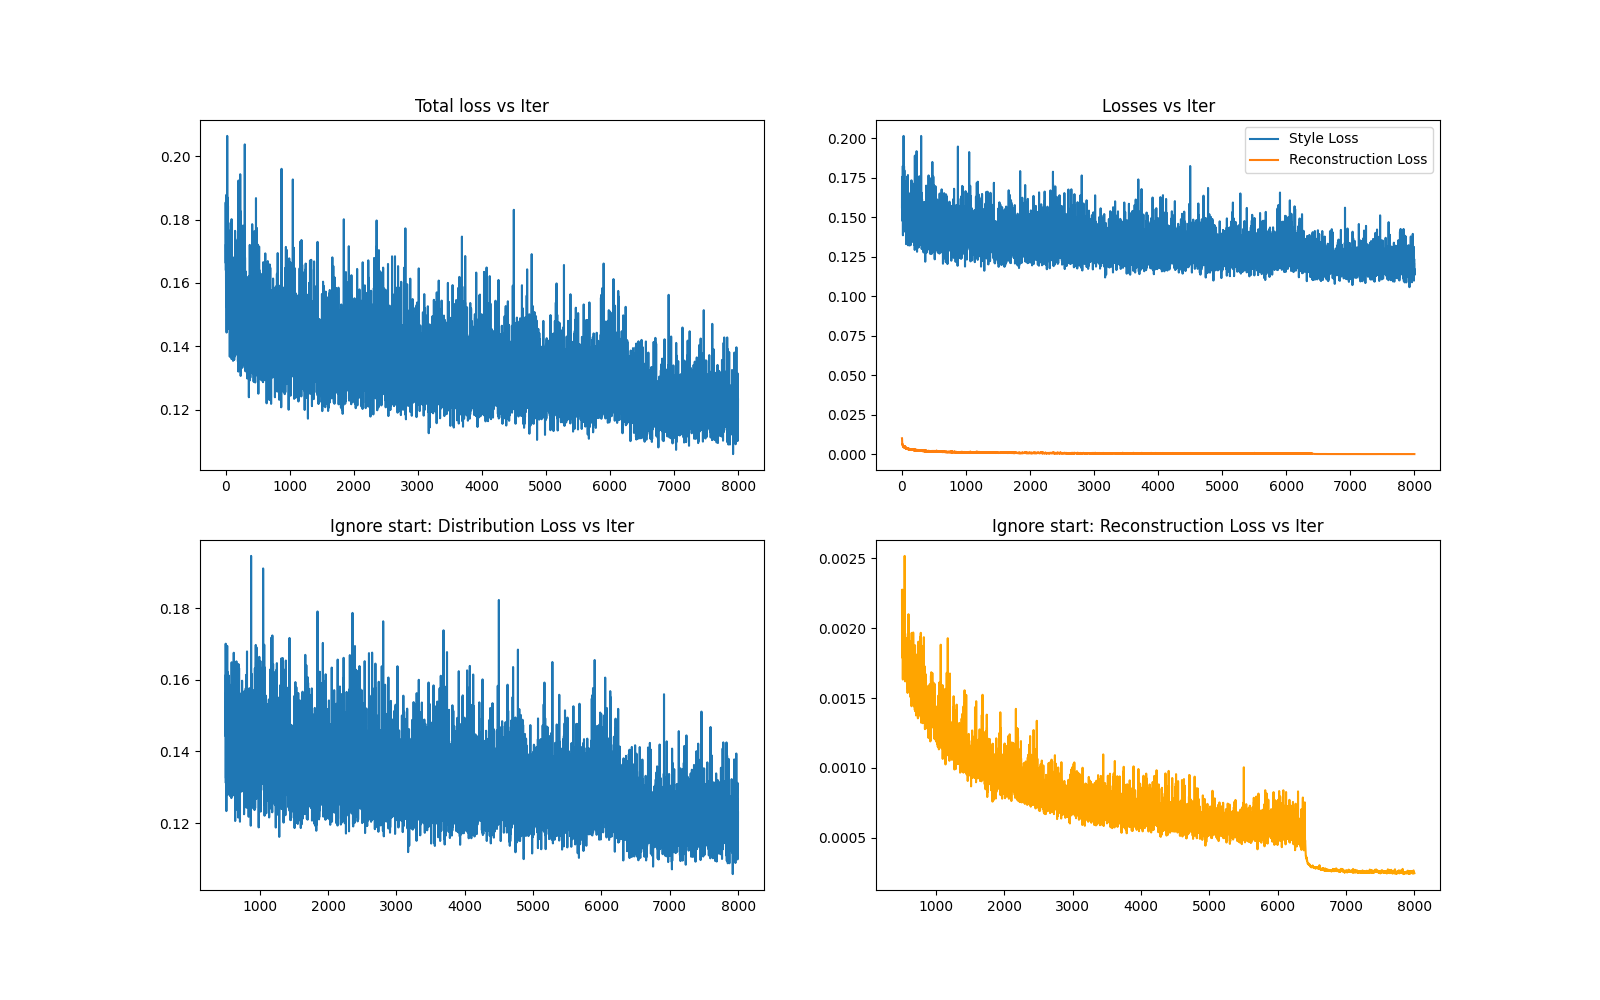 Total loss vs Iter
0.20
0.18
0.16
0.14
0.12
0 1000 2000 3000 4000 5000 6000 7000 8000
Losses vs Iter
Style Loss
Reconstruction Loss
0.200
0.175
0.150
0.125
0.100
0.075
0.050
0.025
0.000
0 1000 2000 3000 4000 5000 6000 7000 8000
Ignore start: Distribution Loss vs Iter
0.18
0.16
0.14
0.12
1000 2000 3000 4000 5000 6000 7000 8000
Ignore start: Reconstruction Loss vs Iter
0.0025
0.0020
0.0015
0.0010
0.0005
1000 2000 3000 4000 5000 6000 7000 8000